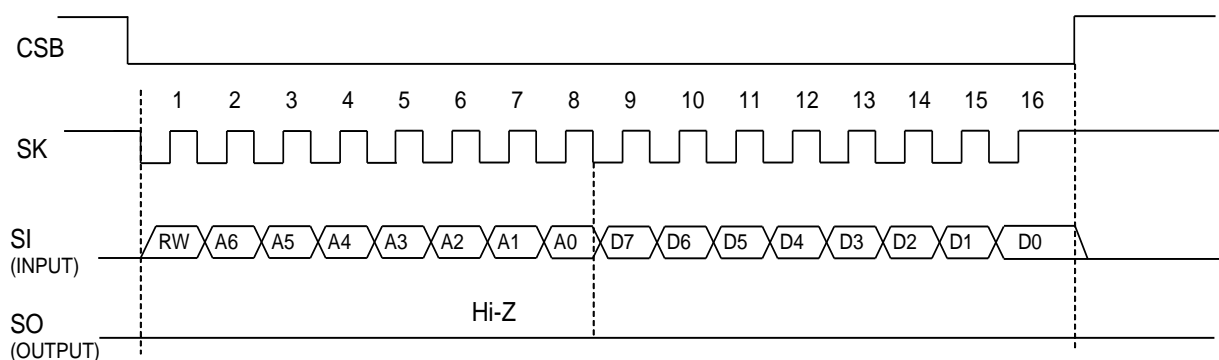 CSB
1 2 3 4 5 6 7 8 9 10 11 12 13 14 15 16
SK
SI
(INPUT)
RW A6 A5 A4 A3 A2 A1 A0 D7 D6 D5 D4 D3 D2 D1 D0
Hi-Z
SO
(OUTPUT)